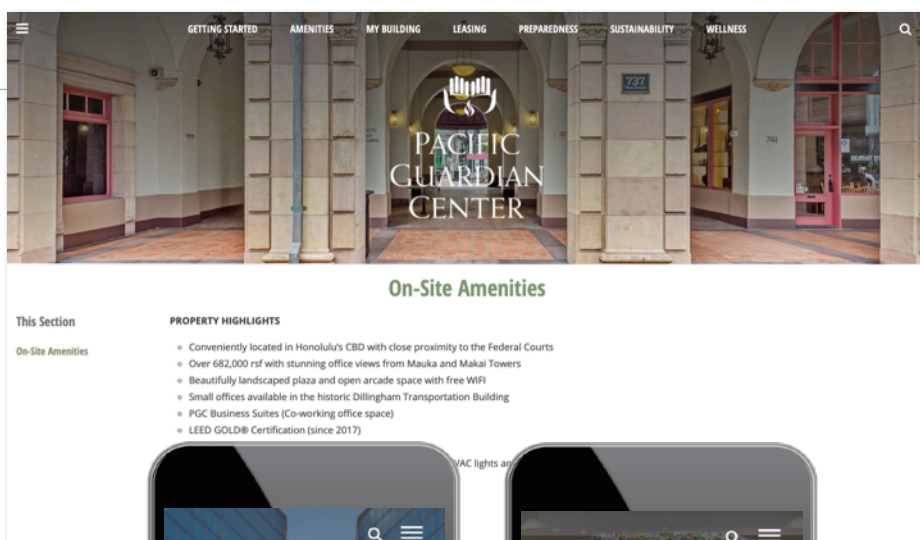 GETTING STARTED AMENITIES MY BUILDING LEASING PREPAREDNESS SUSTAINABILITY WELLNESS
737
741
PACIFIC
GUARDIAN
CENTER
On-Site Amenities
This Section
On-Site Amenities
PROPERTY HIGHLIGHTS
Conveniently located in Honolulu's CBD with close proximity to the Federal Courts
Over 682,000 rsf with stunning office views from Mauka and Makai Towers
Beautifully landscaped plaza and open arcade space with free WIFI
Small offices available in the historic Dillingham Transportation Building
PGC Business Suites (Co-working office space)
LEED GOLD® Certification (since 2017)
lights